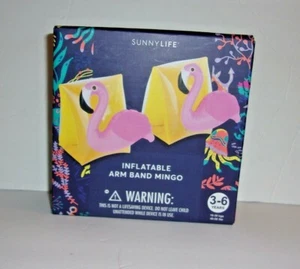 SUNNYLIFE®
INFLATABLE
ARM BAND MINGO
⚠ WARNING:
THIS IS NOT A LIFESAVING DEVICE. DO NOT LEAVE CHILD
UNATTENDED WHILE DEVICE IS IN USE.
3-6
YEARS